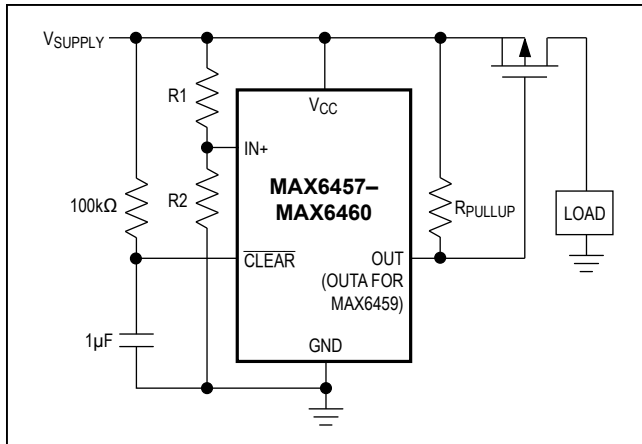 VSUPPLY
R1
VCC
IN+
MAX6457–
MAX6460
R2
100kΩ
RPULLUP
LOAD
CLEAR
OUT
(OUTA FOR
MAX6459)
1µF
GND